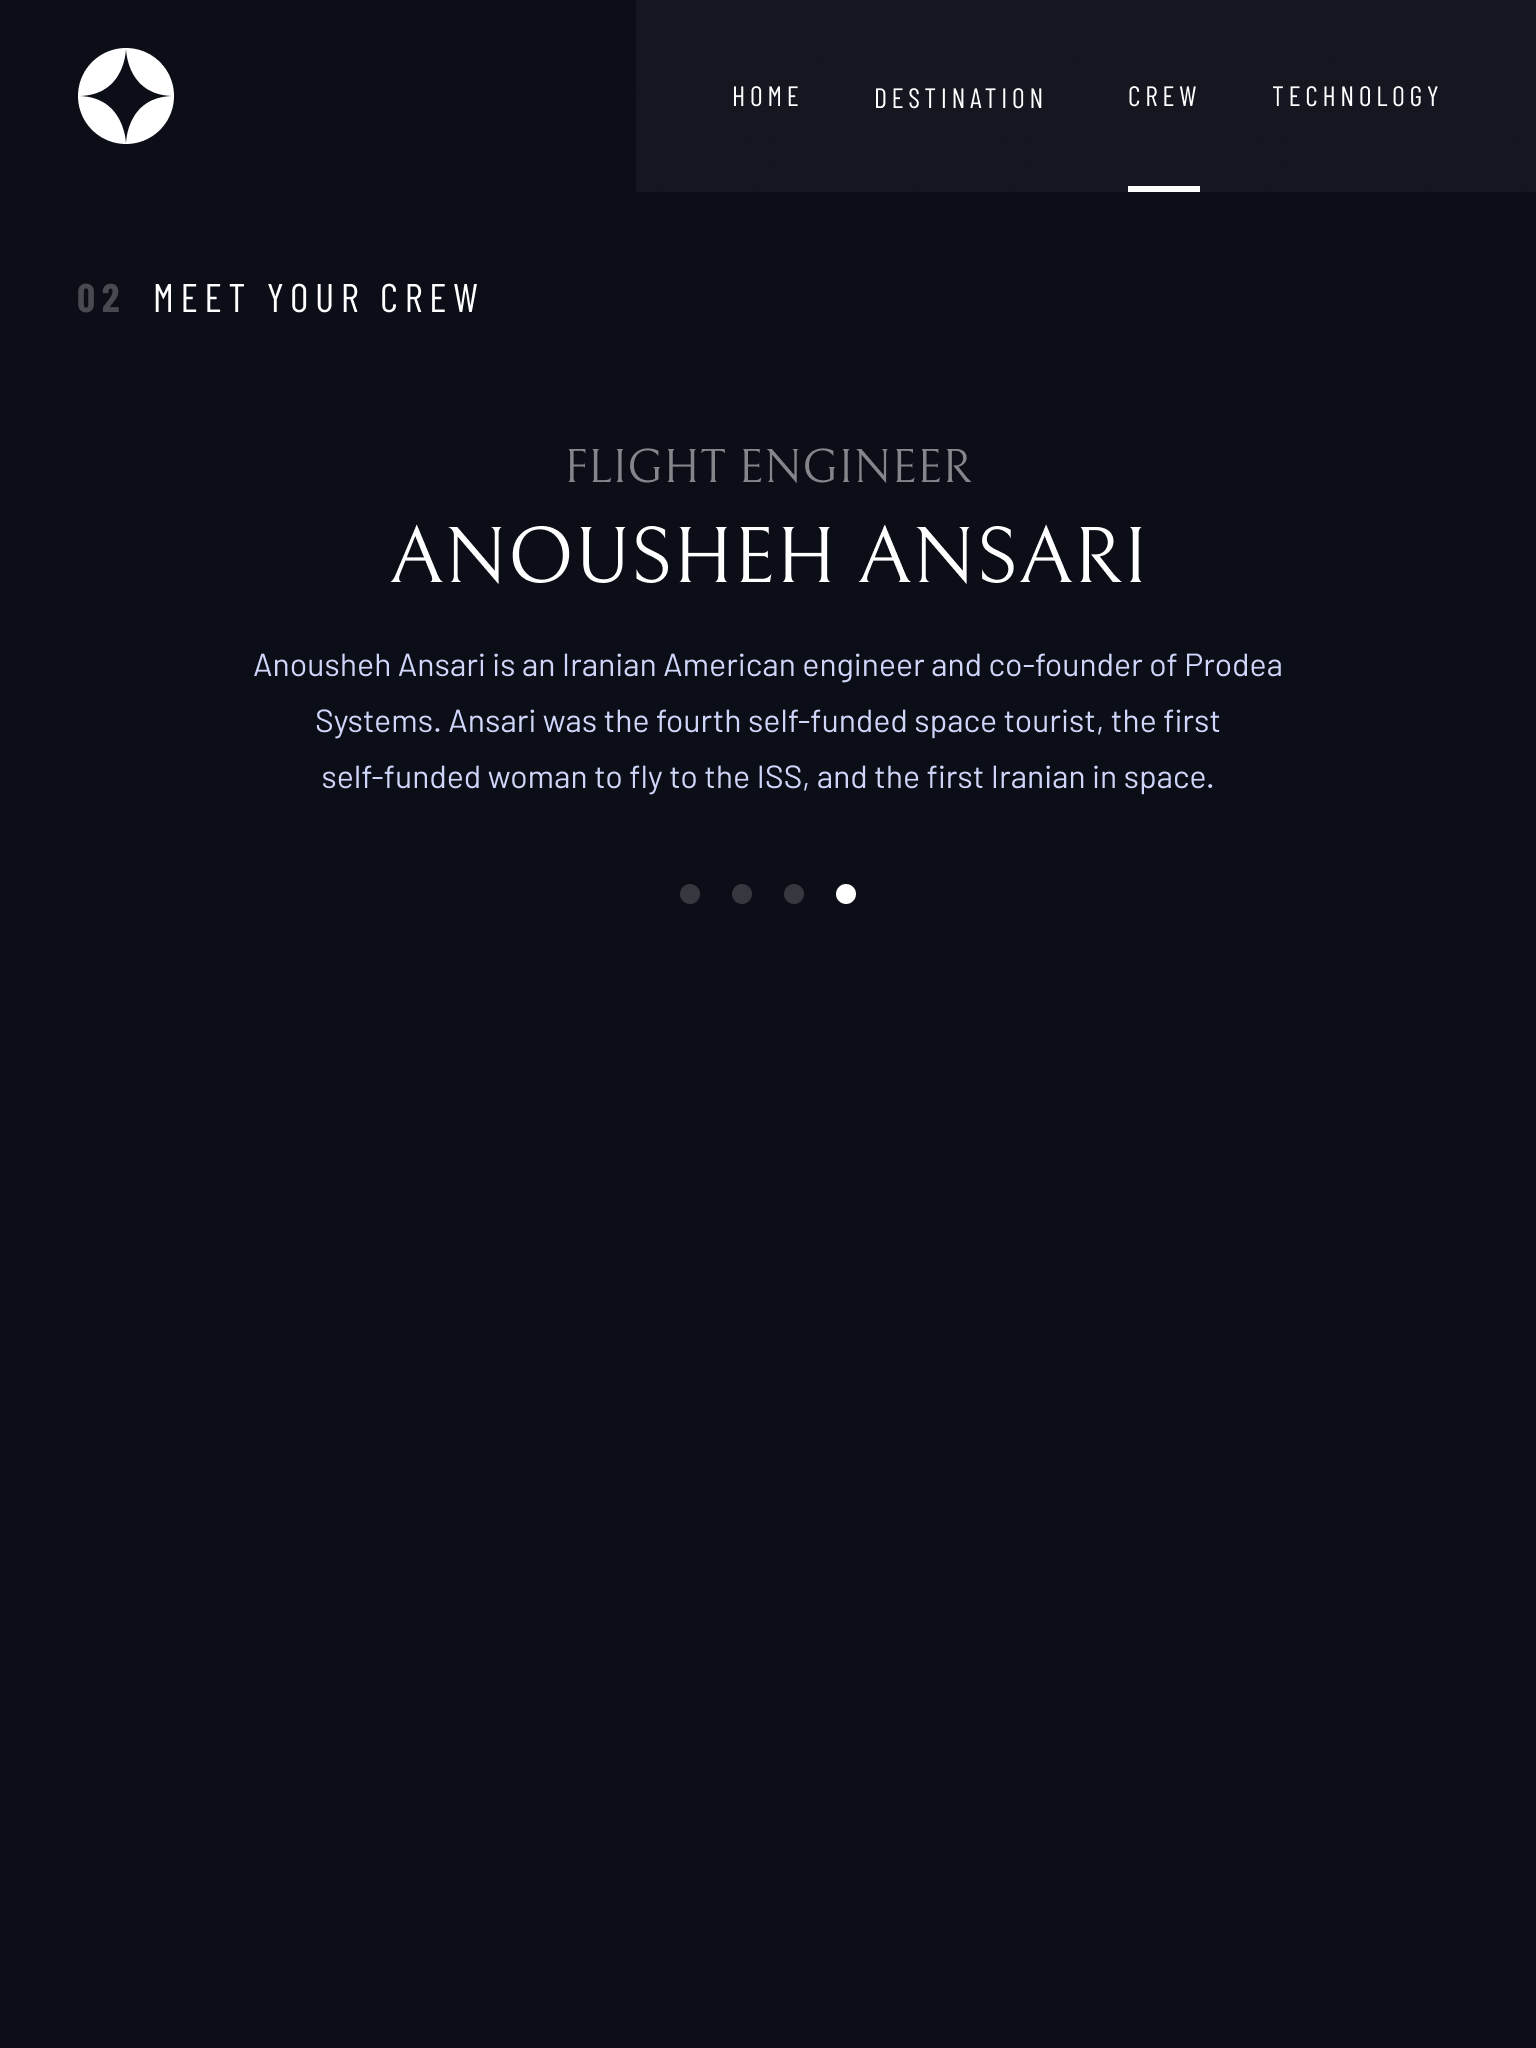 HOME DESTINATION CREW TECHNOLOGY
02 MEET YOUR CREW
FLIGHT ENGINEER
ANOUSHEH ANSARI
Anousheh Ansari is an Iranian American engineer and co-founder of Prodea
Systems. Ansari was the fourth self-funded space tourist, the first
self-funded woman to fly to the ISS, and the first Iranian in space.